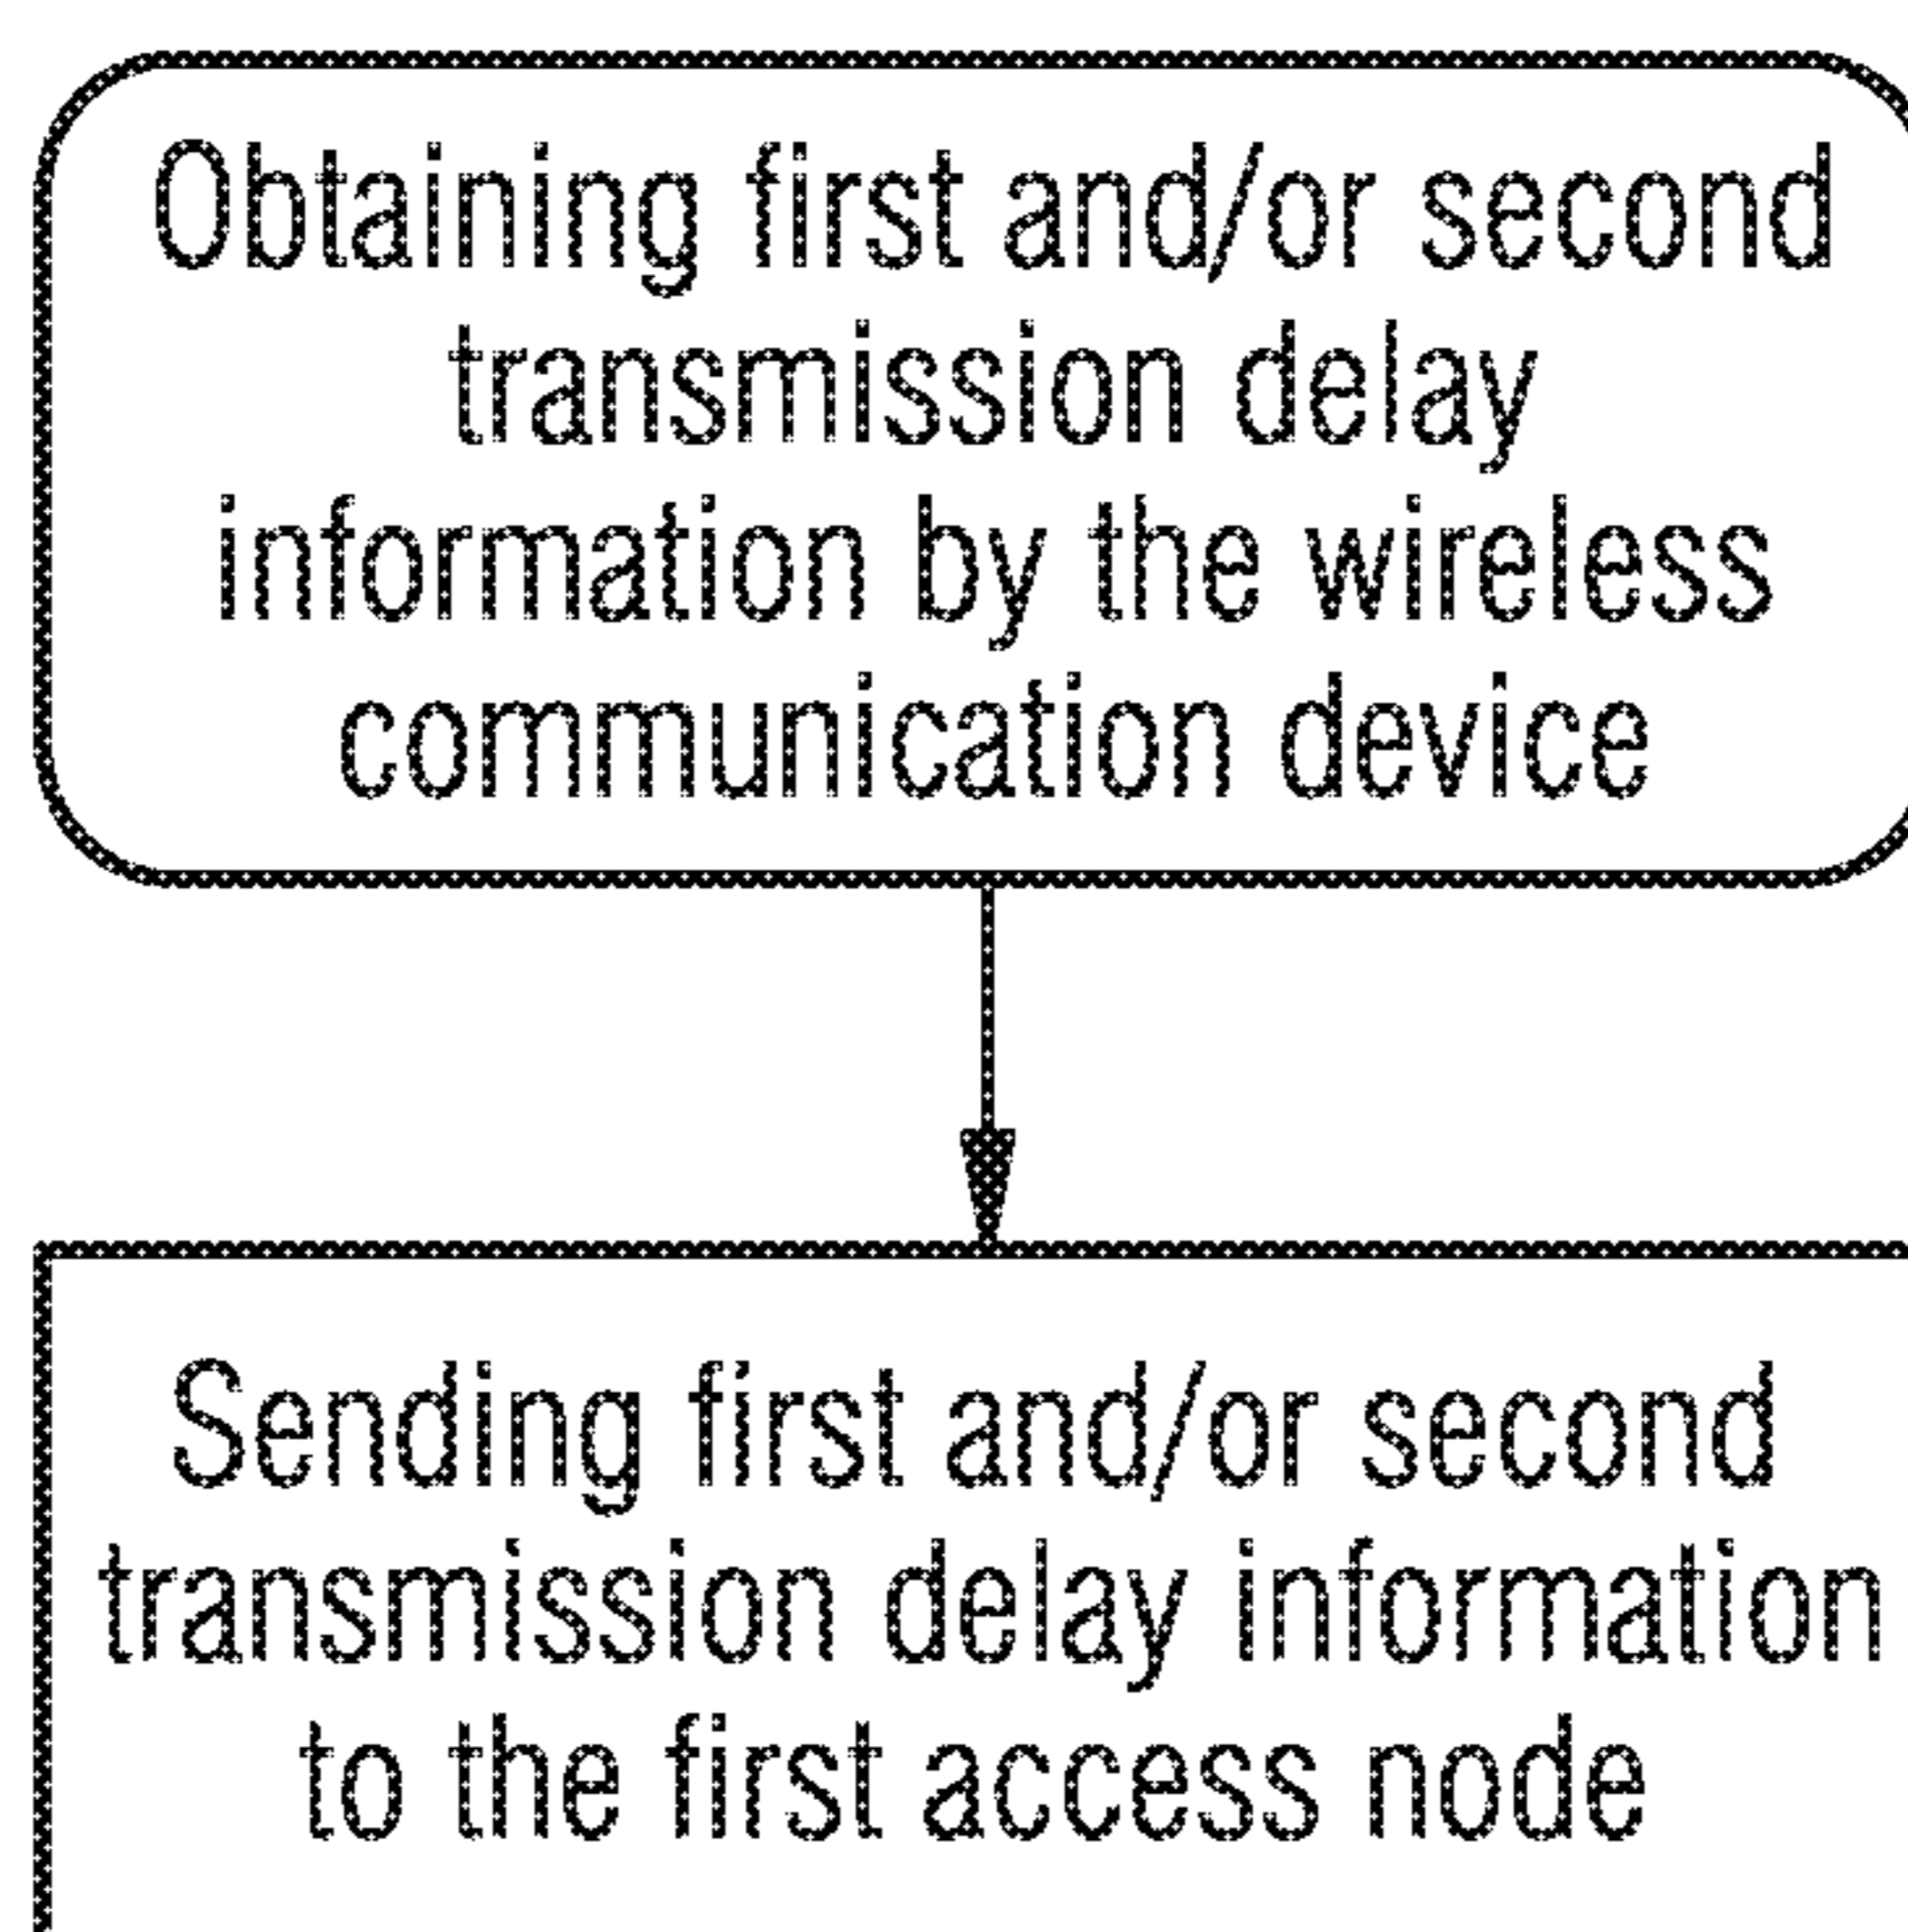 Obtaining first and/or second
transmission delay
information by the wireless
communication device
Sending first and/or second
transmission delay information
to the first access node